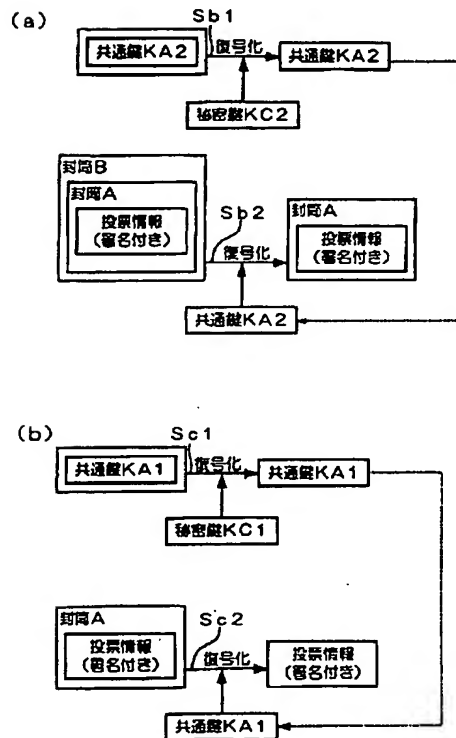 (a)
Sb1
共通鍵KA2
復号化
共通鍵KA2
秘密鍵KC2
封筒B
封筒A
投票情報
(署名付き)
Sb2
復号化
封筒A
投票情報
(署名付き)
共通鍵KA2
(b)
Sc1
共通鍵KA1
復号化
共通鍵KA1
秘密鍵KC1
封筒A
投票情報
(署名付き)
Sc2
復号化
投票情報
(署名付き)
共通鍵KA1